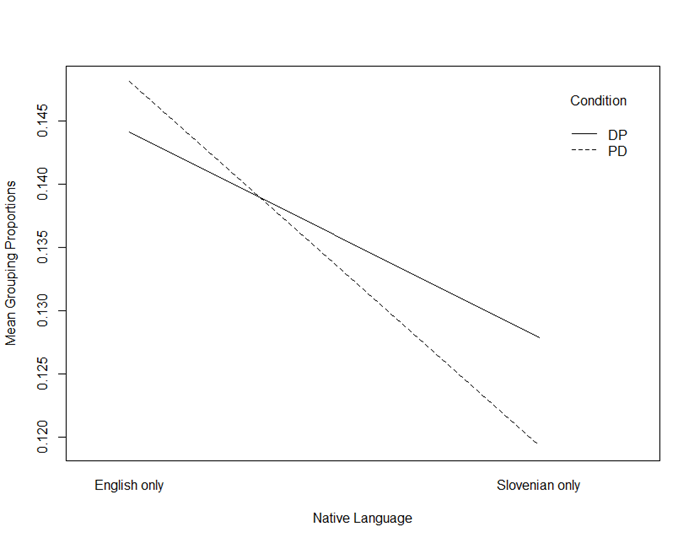 Condition
DP
PD
Mean Grouping Proportions
0.145
0.140
0.135
0.130
0.125
0.120
English only
Slovenian only
Native Language